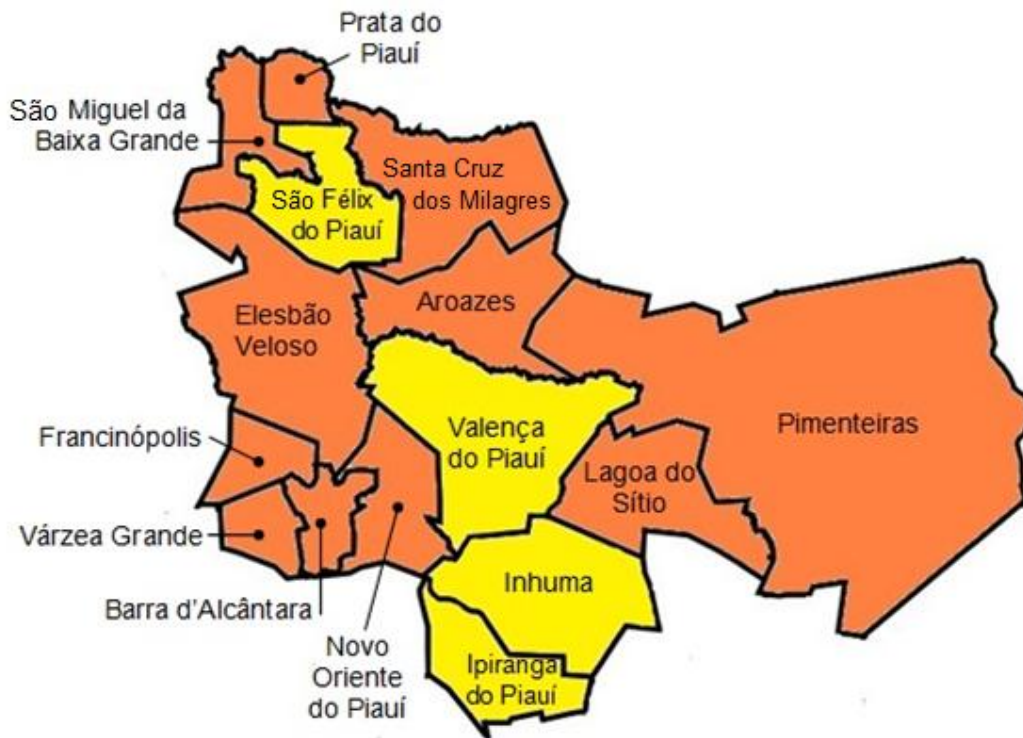 Prata do
Piauí
São Miguel da
Baixa Grande
Santa Cruz
dos Milagres
São Félix
do Piauí
Aroazes
Elesbão
Veloso
Pimenteiras
Valença
do Piauí
Francinópolis
Lagoa do
Sítio
Várzea Grande
Inhuma
Barra d’Alcântara
Novo
Oriente
do Piauí
Ipiranga
do Piauí